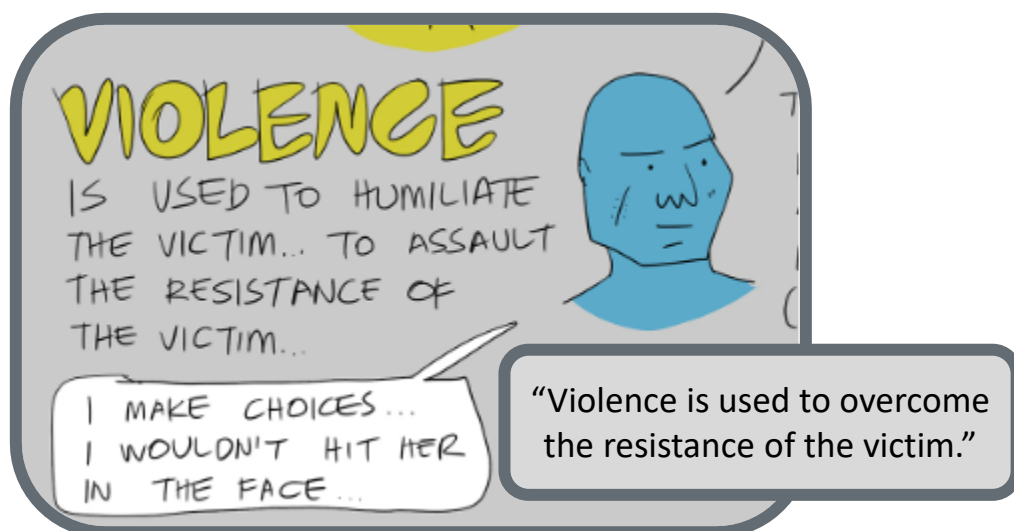 VIOLENCE
IS USED TO HUMILIATE
THE VICTIM... TO ASSAULT
THE RESISTANCE OF
THE VICTIM...
I MAKE CHOICES...
I WOULDN'T HIT HER
IN THE FACE...
“Violence is used to overcome
the resistance of the victim.”